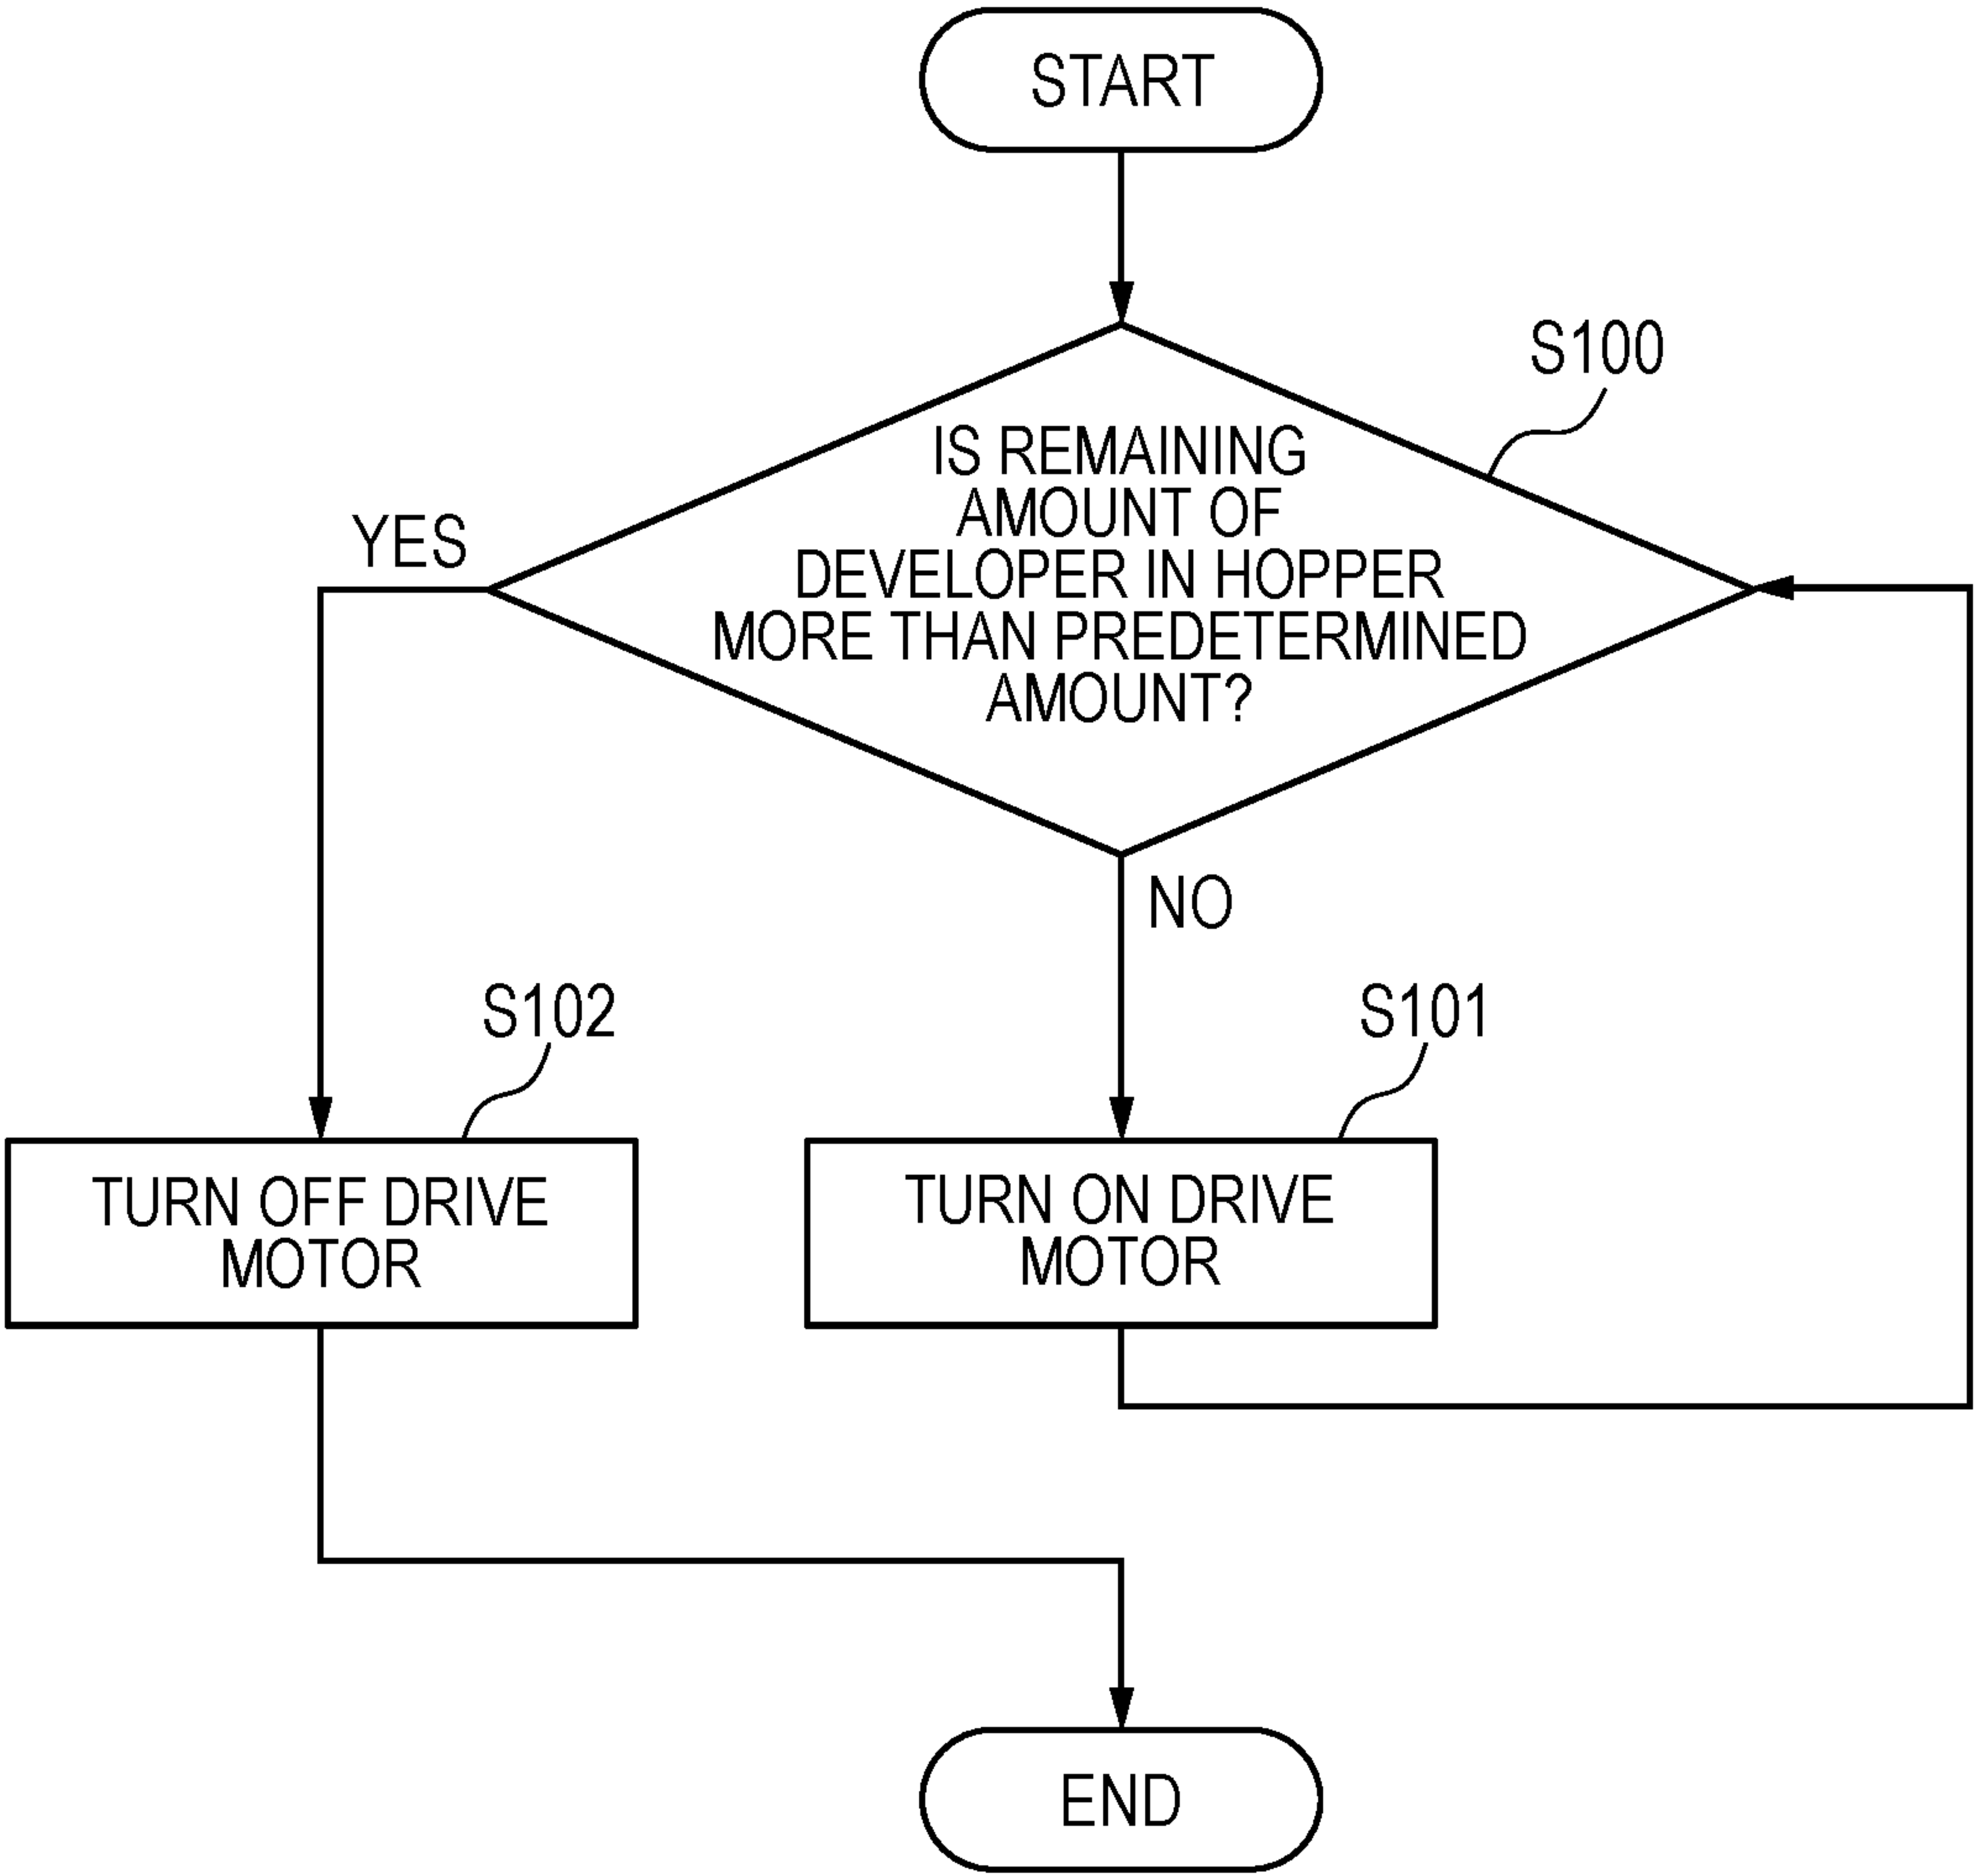 START
S100
IS REMAINING
AMOUNT OF
DEVELOPER IN HOPPER
MORE THAN PREDETERMINED
AMOUNT?
YES
NO
S102
S101
TURN OFF DRIVE
MOTOR
TURN ON DRIVE
MOTOR
END